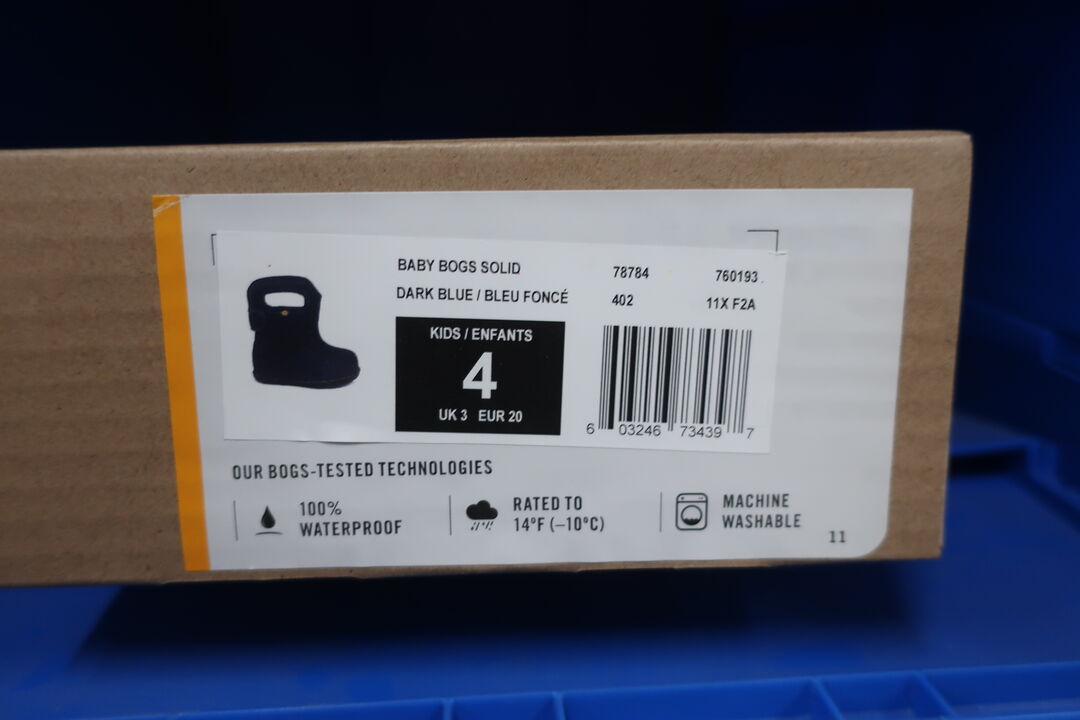 BABY BOGS SOLID 78784 760193
DARK BLUE / BLEU FONCÉ 402 11X F2A
KIDS / ENFANTS
4
UK 3 EUR 20
6 03246 73439 7
OUR BOGS-TESTED TECHNOLOGIES
100% WATERPROOF
RATED TO 14°F (–10°C)
MACHINE WASHABLE
11